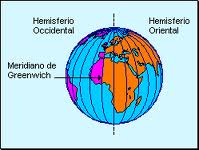 Hemisferio
Occidental
Hemisferio
Oriental
Meridiano de
Greenwich